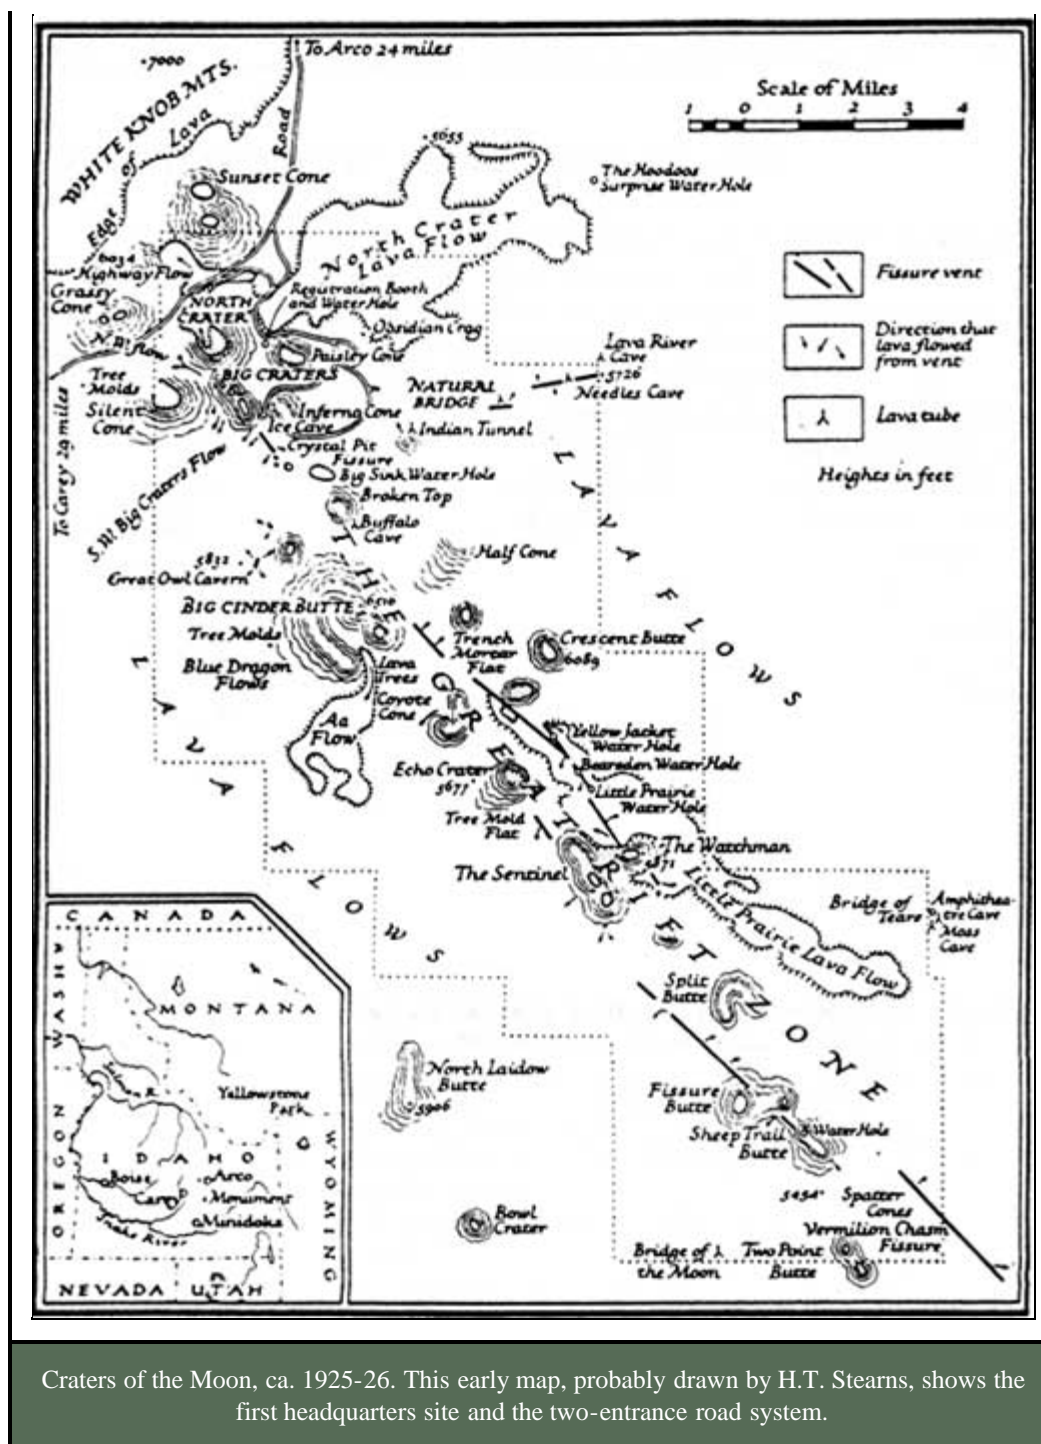 To Arco 24 miles
7000
WHITE KNOB MTS.
Edge of Lava
Road
Scale of Miles
1 0 1 2 3 4
5655
The Hoodoos
Surprise Water Hole
Sunset Cone
North Crater
Lava Flow
6034
Highway Flow
Grassy
Cone
NORTH
CRATER
Registration Booth
and Water Hole
Fissure vent
Obsidian Crag
N.W. flow
Paisley Cone
Direction that
lava flowed
from vent
Lava River
Cave
5726
Needles Cave
Tree
Molds
BIG CRATERS
NATURAL
BRIDGE
Silent
Cone
Inferno Cone
Ice Cave
Indian Tunnel
Lava tube
To Carey 29 miles
Crystal Pit
Fissure
Big Sink Water Hole
Heights in feet
S.W. Big Craters Flow
Broken Top
Buffalo
Cave
5832
Great Owl Cavern
Half Cone
LAVA FLOWS
THE GREAT RIFT ZONE
BIG CINDER BUTTE
6516
Tree Molds
Blue Dragon
Flows
Trench
Mortar
Flat
Crescent Butte
6089
Lava
Trees
Coyote
Cone
Aa
Flow
LAVA FLOWS
Yellow Jacket
Water Hole
Bearsden Water Hole
Echo Crater
5677
Little Prairie
Water Hole
Tree Mold
Flat
The Watchman
The Sentinel
Little Prairie Lava Flow
Bridge of
Tears
Amphithea-
tre Cave
Moss
Cave
Split
Butte
North Laidow
Butte
5906
Fissure
Butte
Sheep Trail
Butte
Water Hole
5454
Spatter
Cones
Bowl
Crater
Vermilion Chasm
Fissure
Bridge of
the Moon
Two Point
Butte
CANADA
WASH.
MONTANA
Salmon R.
Yellowstone
Park
OREGON
IDAHO
WYOMING
Boise
Arco
Carey
Monument
Minidoka
Snake River
NEVADA
UTAH
Craters of the Moon, ca. 1925-26. This early map, probably drawn by H.T. Stearns, shows the
first headquarters site and the two-entrance road system.